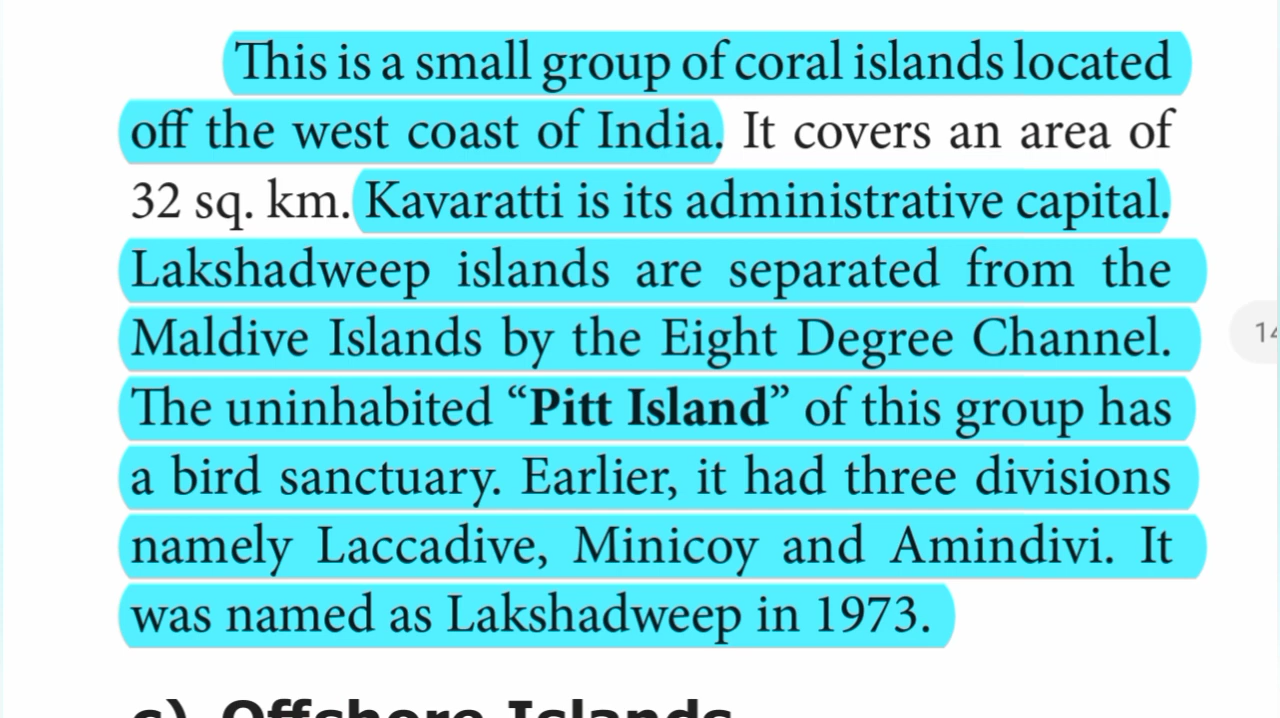 This is a small group of coral islands located
off the west coast of India. It covers an area of
32 sq. km. Kavaratti is its administrative capital.
Lakshadweep islands are separated from the
Maldive Islands by the Eight Degree Channel.
The uninhabited “Pitt Island” of this group has
a bird sanctuary. Earlier, it had three divisions
namely Laccadive, Minicoy and Amindivi. It
was named as Lakshadweep in 1973.
c) Offshore Islands
14